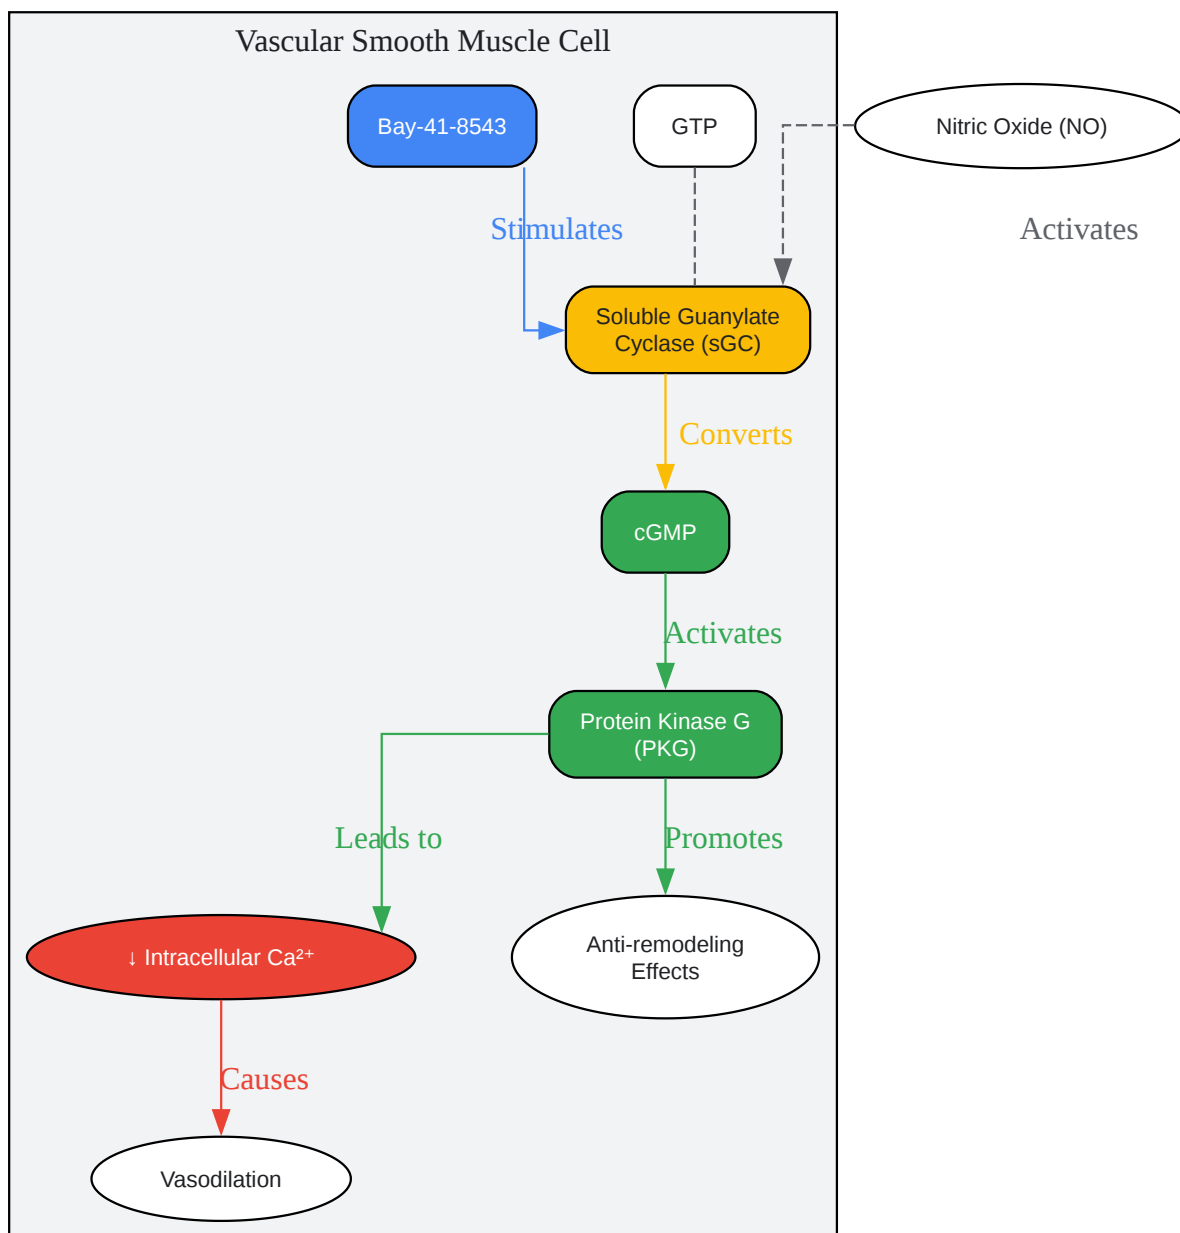 Vascular Smooth Muscle Cell
Bay-41-8543
GTP
Nitric Oxide (NO)
Stimulates
Activates
Soluble Guanylate
Cyclase (sGC)
Converts
cGMP
Activates
Protein Kinase G
(PKG)
Leads to
Promotes
↓ Intracellular Ca²⁺
Anti-remodeling
Effects
Causes
Vasodilation